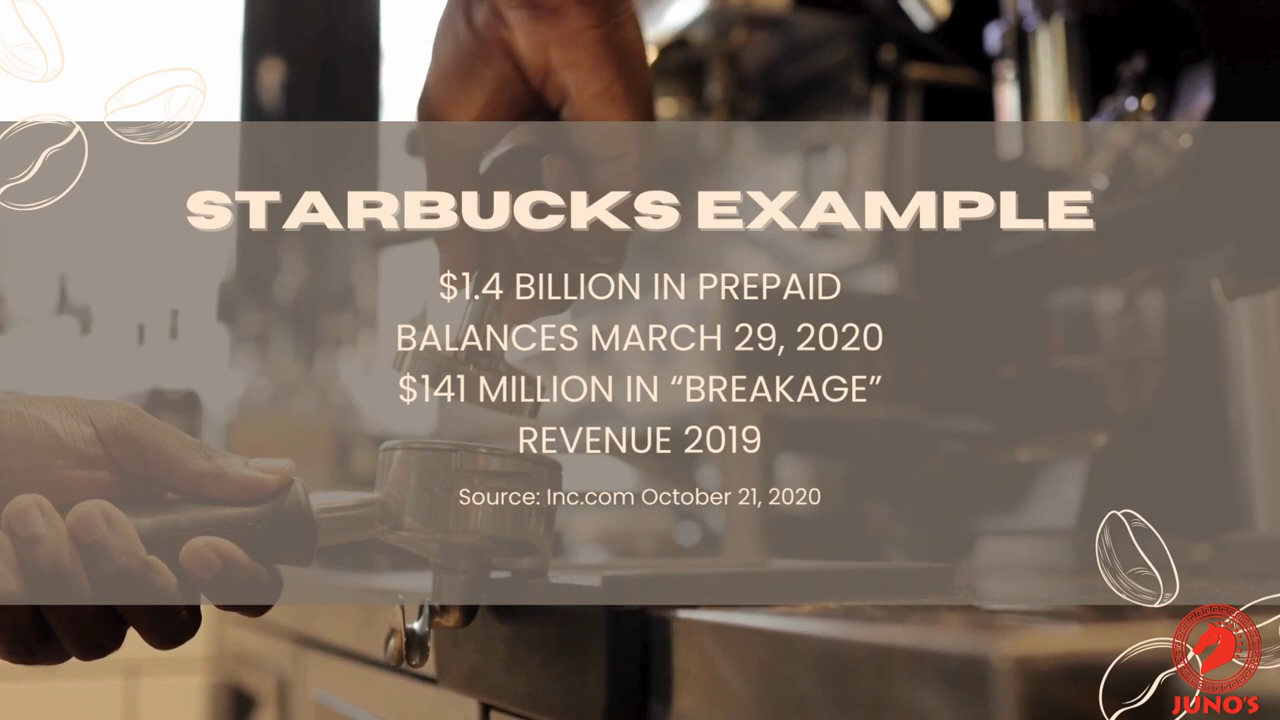 STARBUCKS EXAMPLE
$1.4 BILLION IN PREPAID
BALANCES MARCH 29, 2020
$141 MILLION IN “BREAKAGE”
REVENUE 2019
Source: Inc.com October 21, 2020
JUNO'S